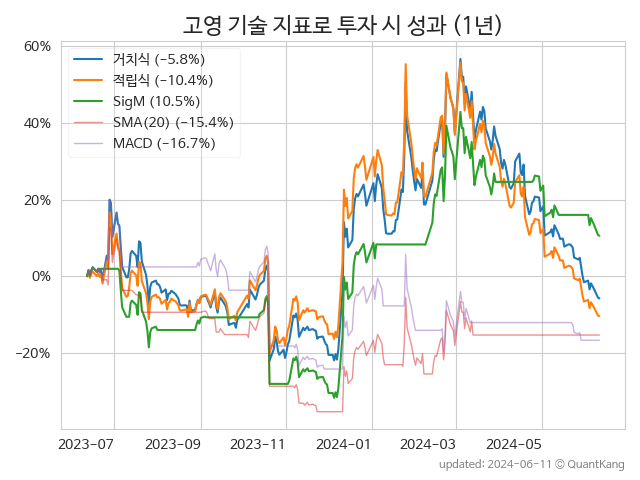 고영 기술 지표로 투자 시 성과 (1년)
60%
40%
20%
0%
−20%
거치식 (−5.8%)
적립식 (−10.4%)
SigM (10.5%)
SMA(20) (−15.4%)
MACD (−16.7%)
2023−07
2023−09
2023−11
2024−01
2024−03
2024−05
updated: 2024−06−11 © QuantKang